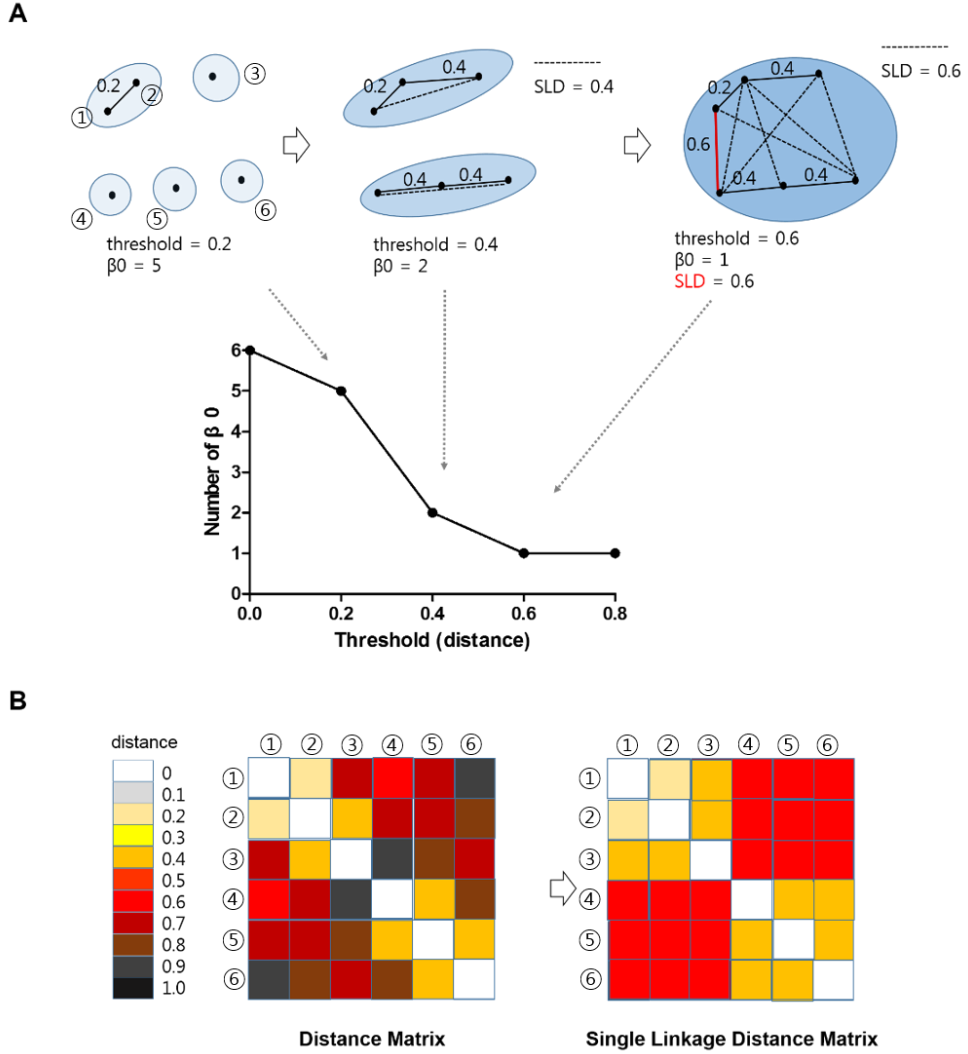 A
0.2
①
②
③
④
⑤
⑥
threshold = 0.2
β0 = 5
0.2
0.4
SLD = 0.4
0.4
0.4
threshold = 0.4
β0 = 2
0.2
0.4
SLD = 0.6
0.6
0.4
0.4
threshold = 0.6
β0 = 1
SLD = 0.6
Number of β 0
6
5
4
3
2
1
0
0.0 0.2 0.4 0.6 0.8
Threshold (distance)
B
distance
0
0.1
0.2
0.3
0.4
0.5
0.6
0.7
0.8
0.9
1.0
① ② ③ ④ ⑤ ⑥
①
②
③
④
⑤
⑥
Distance Matrix
① ② ③ ④ ⑤ ⑥
①
②
③
④
⑤
⑥
Single Linkage Distance Matrix